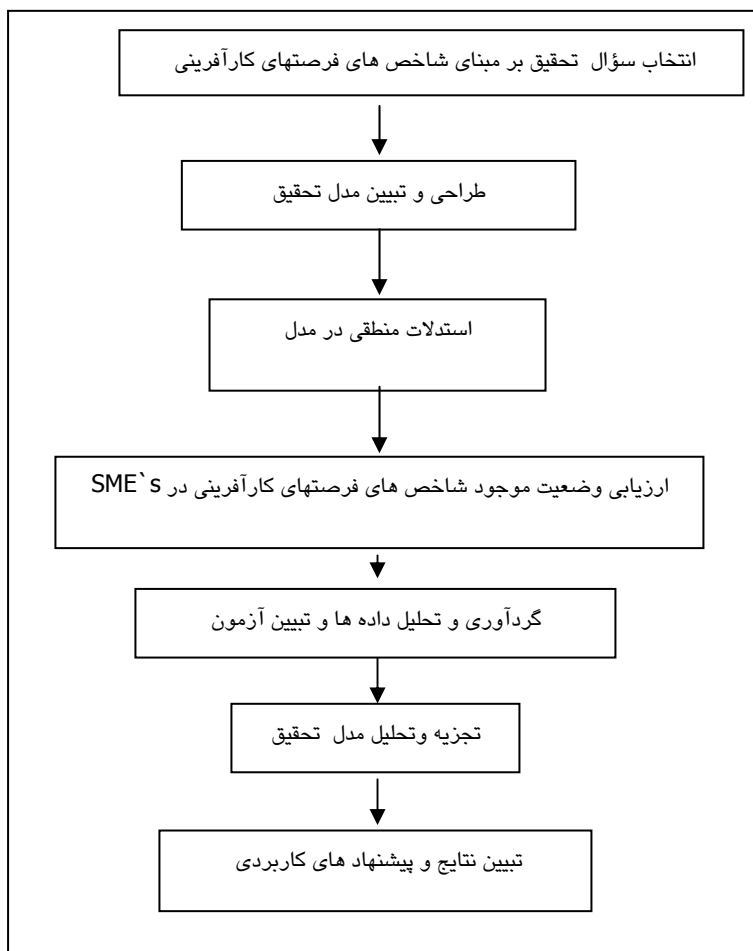 انتخاب سؤال تحقیق بر مبنای شاخص های فرصتهای کارآفرینی
طراحی و تبیین مدل تحقیق
استدلات منطقی در مدل
ارزیابی وضعیت موجود شاخص های فرصتهای کارآفرینی در SME`s
گردآوری و تحلیل داده ها و تبیین آزمون
تجزیه وتحلیل مدل تحقیق
تبیین نتایج و پیشنهاد های کاربردی